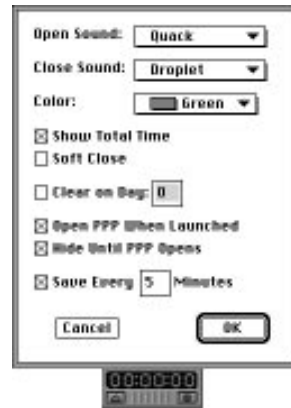 Open Sound: Quack
Close Sound: Droplet
Color: Green
Show Total Time
Soft Close
Clear on Day: 0
Open PPP When Launched
Hide Until PPP Opens
Save Every 5 Minutes
Cancel OK
00:00:00